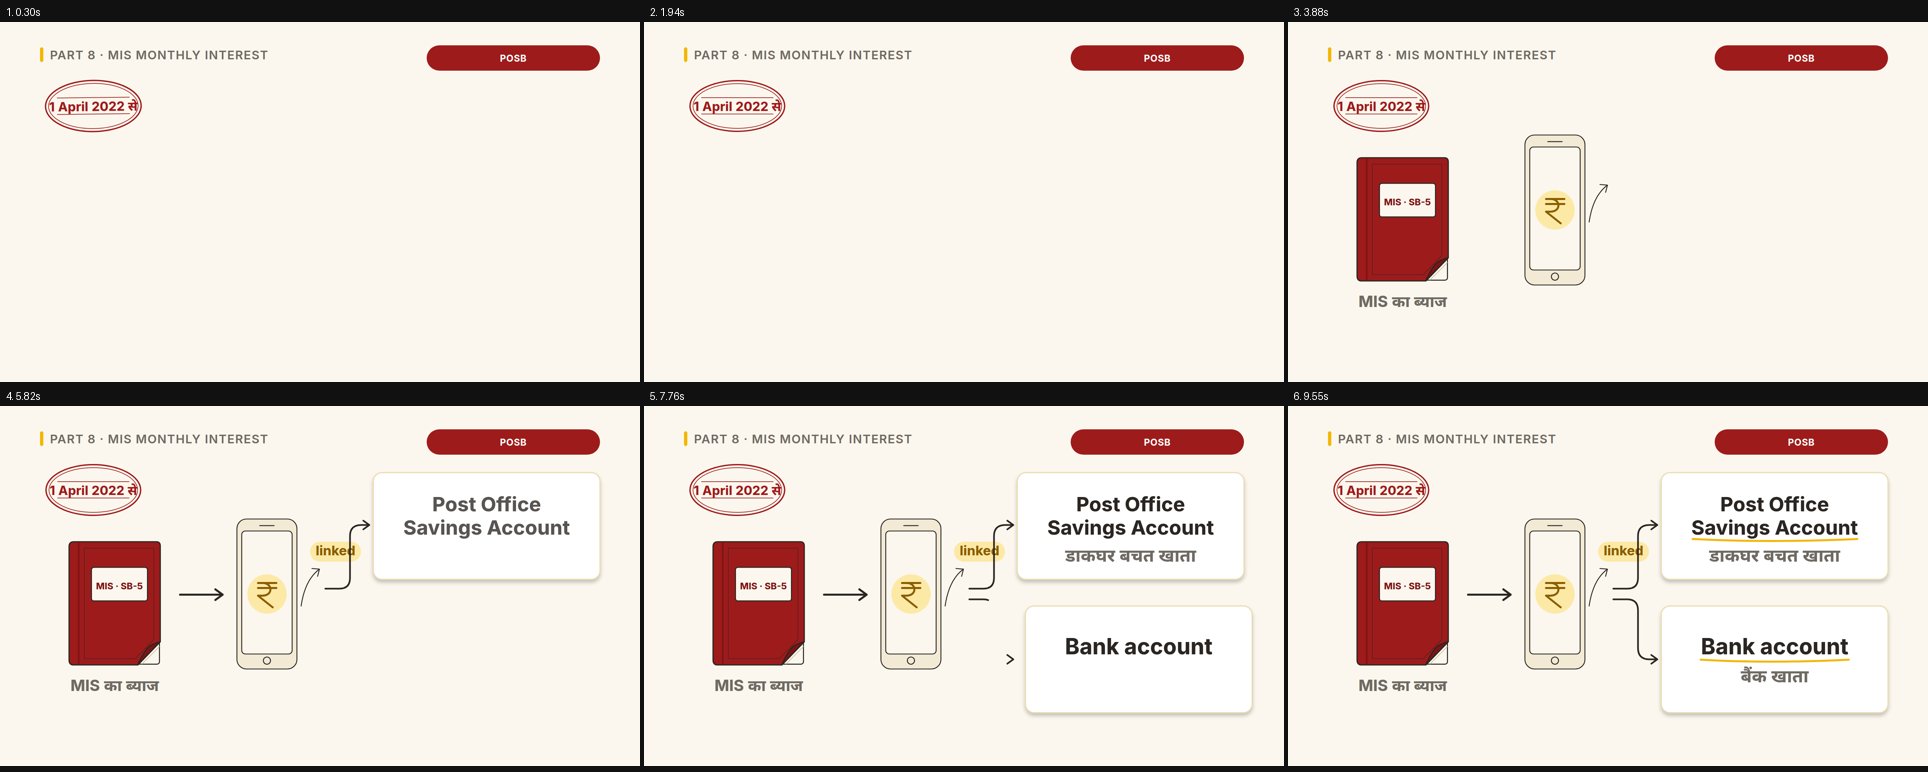 1. 0.30s
PART 8 · MIS MONTHLY INTEREST
POSB
1 April 2022 से
2. 1.94s
PART 8 · MIS MONTHLY INTEREST
POSB
1 April 2022 से
3. 3.88s
PART 8 · MIS MONTHLY INTEREST
POSB
1 April 2022 से
MIS · SB-5
₹
MIS का ब्याज
4. 5.82s
PART 8 · MIS MONTHLY INTEREST
POSB
1 April 2022 से
Post Office
Savings Account
linked
MIS · SB-5
₹
MIS का ब्याज
5. 7.76s
PART 8 · MIS MONTHLY INTEREST
POSB
1 April 2022 से
Post Office
Savings Account
डाकघर बचत खाता
linked
MIS · SB-5
₹
Bank account
MIS का ब्याज
6. 9.55s
PART 8 · MIS MONTHLY INTEREST
POSB
1 April 2022 से
Post Office
Savings Account
डाकघर बचत खाता
linked
MIS · SB-5
₹
Bank account
बैंक खाता
MIS का ब्याज